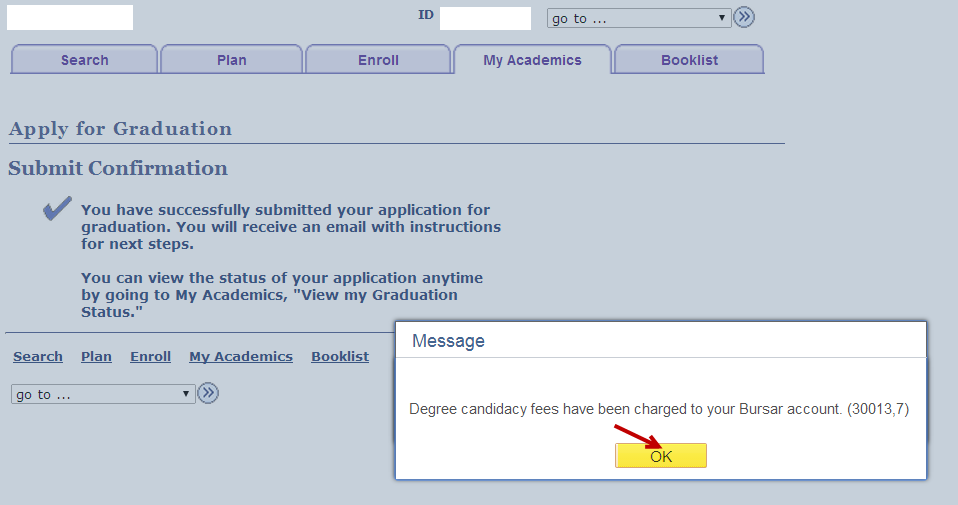 ID go to ...
Search Plan Enroll My Academics Booklist
Apply for Graduation
Submit Confirmation
You have successfully submitted your application for
graduation. You will receive an email with instructions
for next steps.
You can view the status of your application anytime
by going to My Academics, "View my Graduation
Status."
Search Plan Enroll My Academics Booklist
go to ...
Message
Degree candidacy fees have been charged to your Bursar account. (30013,7)
OK